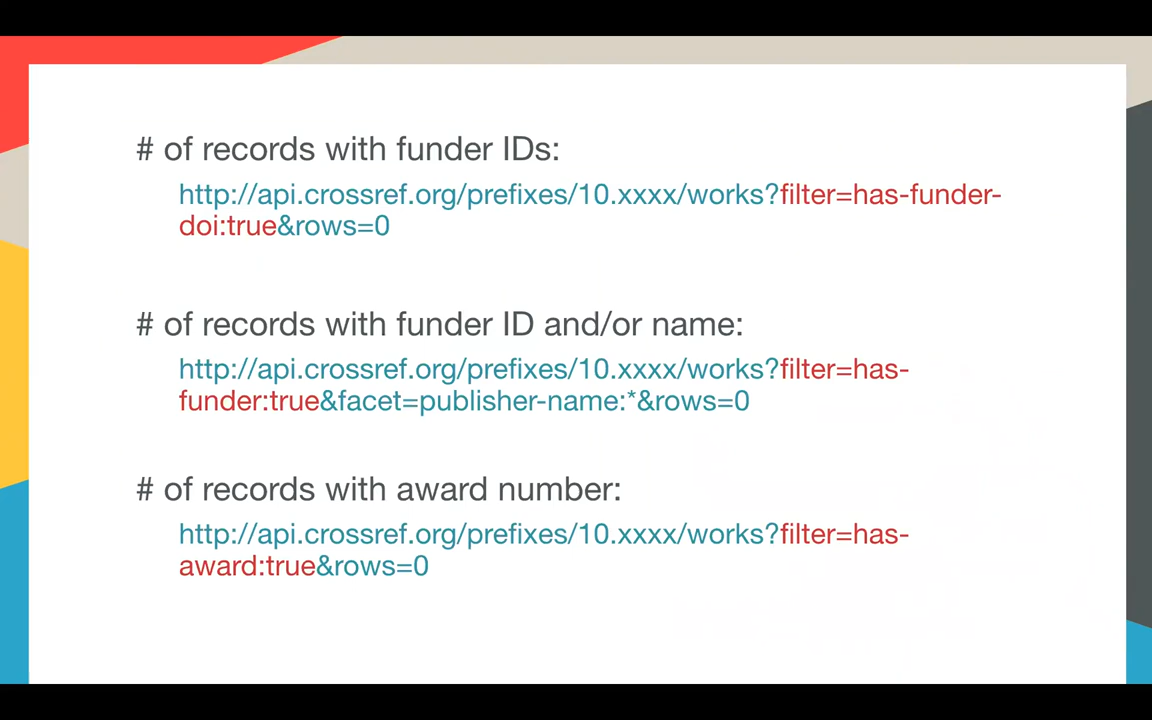 # of records with funder IDs:
http://api.crossref.org/prefixes/10.xxxx/works?filter=has-funder-
doi:true&rows=0
# of records with funder ID and/or name:
http://api.crossref.org/prefixes/10.xxxx/works?filter=has-
funder:true&facet=publisher-name:*&rows=0
# of records with award number:
http://api.crossref.org/prefixes/10.xxxx/works?filter=has-
award:true&rows=0